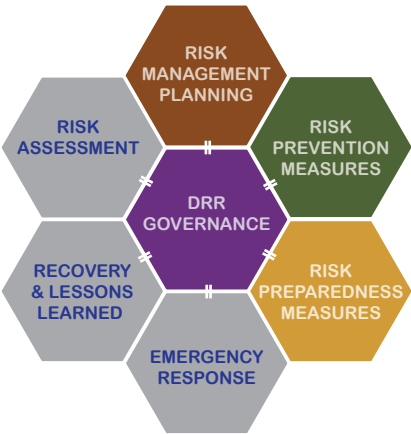 RISK
MANAGEMENT
PLANNING
RISK
ASSESSMENT
RISK
PREVENTION
MEASURES
DRR
GOVERNANCE
RECOVERY
& LESSONS
LEARNED
RISK
PREPAREDNESS
MEASURES
EMERGENCY
RESPONSE